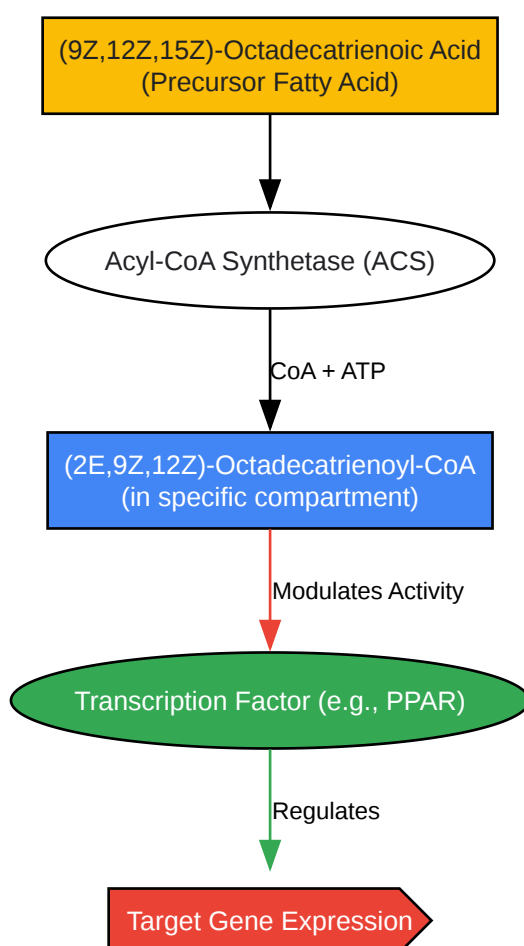 (9Z,12Z,15Z)-Octadecatrienoic Acid
(Precursor Fatty Acid)
Acyl-CoA Synthetase (ACS)
CoA + ATP
(2E,9Z,12Z)-Octadecatrienoyl-CoA
(in specific compartment)
Modulates Activity
Transcription Factor (e.g., PPAR)
Regulates
Target Gene Expression